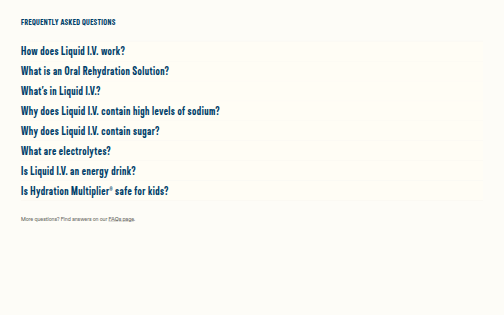 FREQUENTLY ASKED QUESTIONS
How does Liquid I.V. work?
What is an Oral Rehydration Solution?
What's in Liquid I.V.?
Why does Liquid I.V. contain high levels of sodium?
Why does Liquid I.V. contain sugar?
What are electrolytes?
Is Liquid I.V. an energy drink?
Is Hydration Multiplier® safe for kids?
More questions? Find answers on our FAQs page.